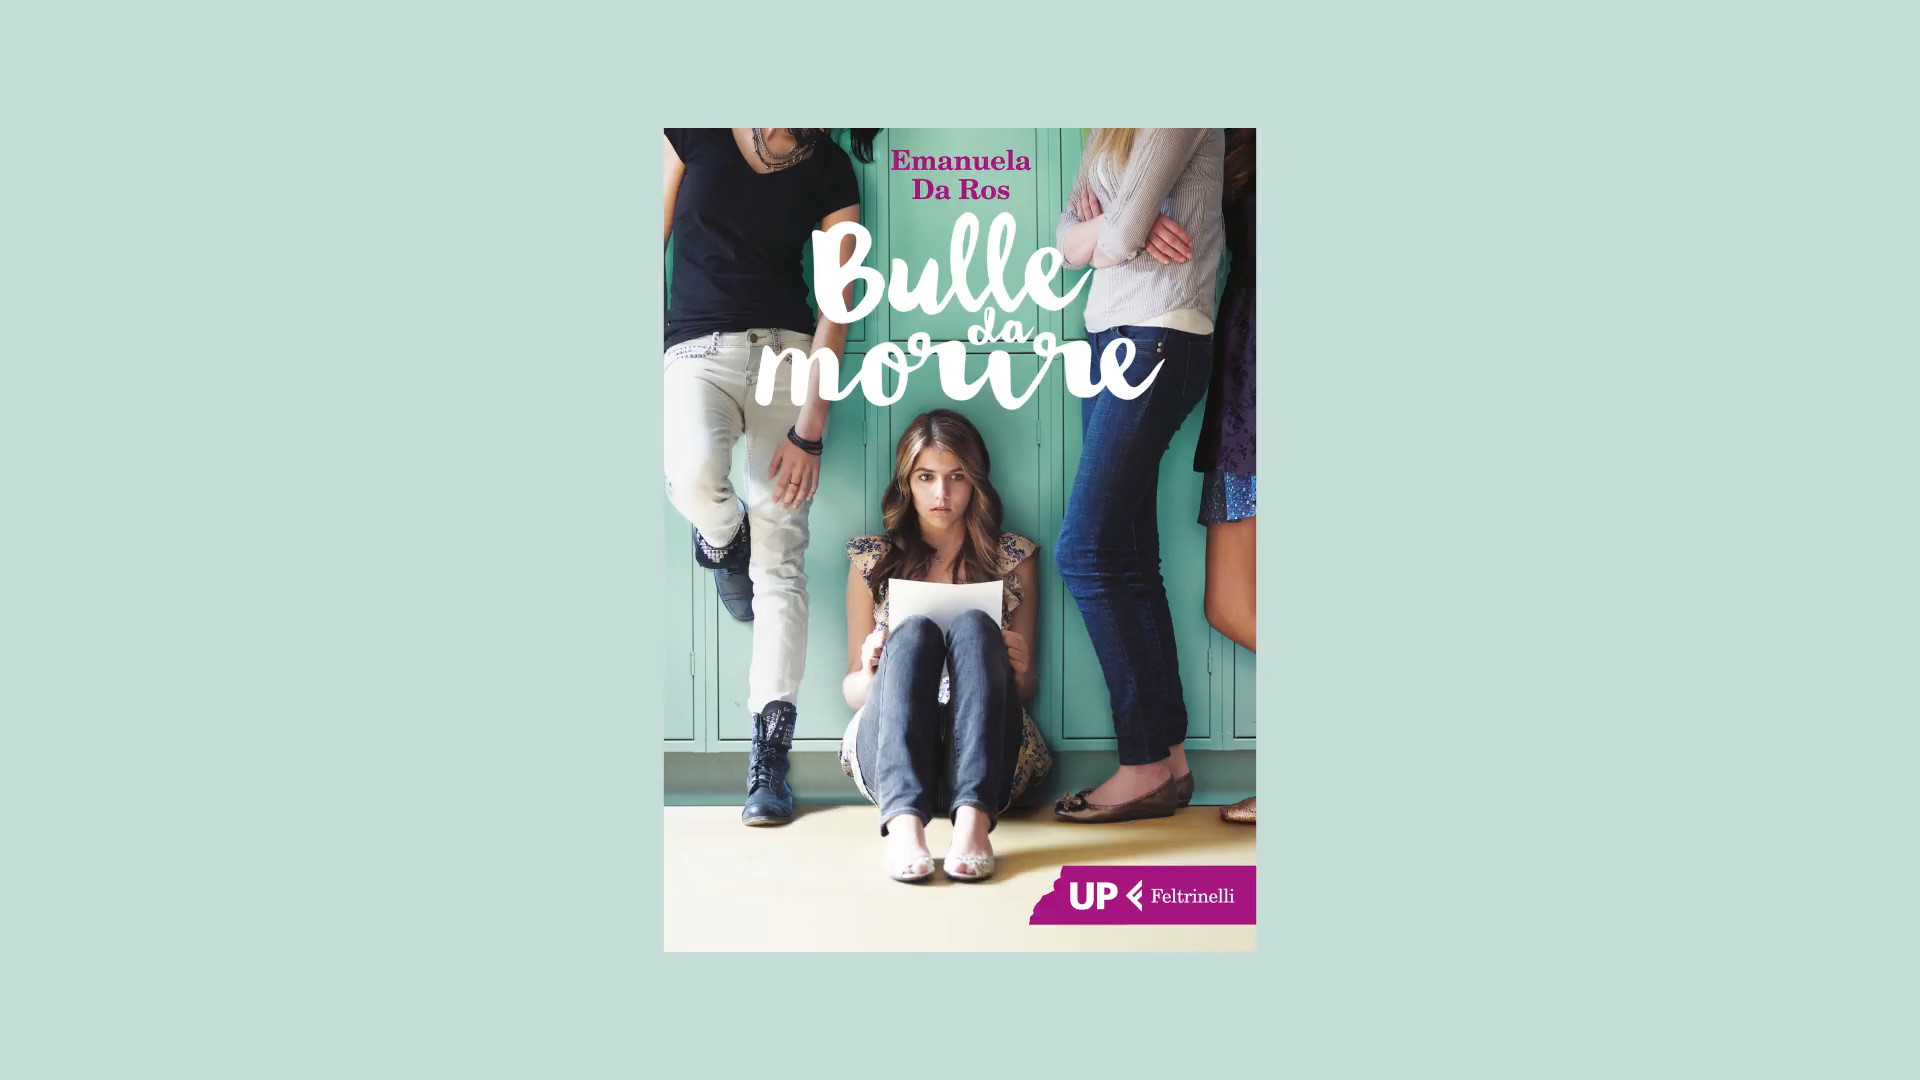 Emanuela
Da Ros
Bulle
da
morire
UP Feltrinelli